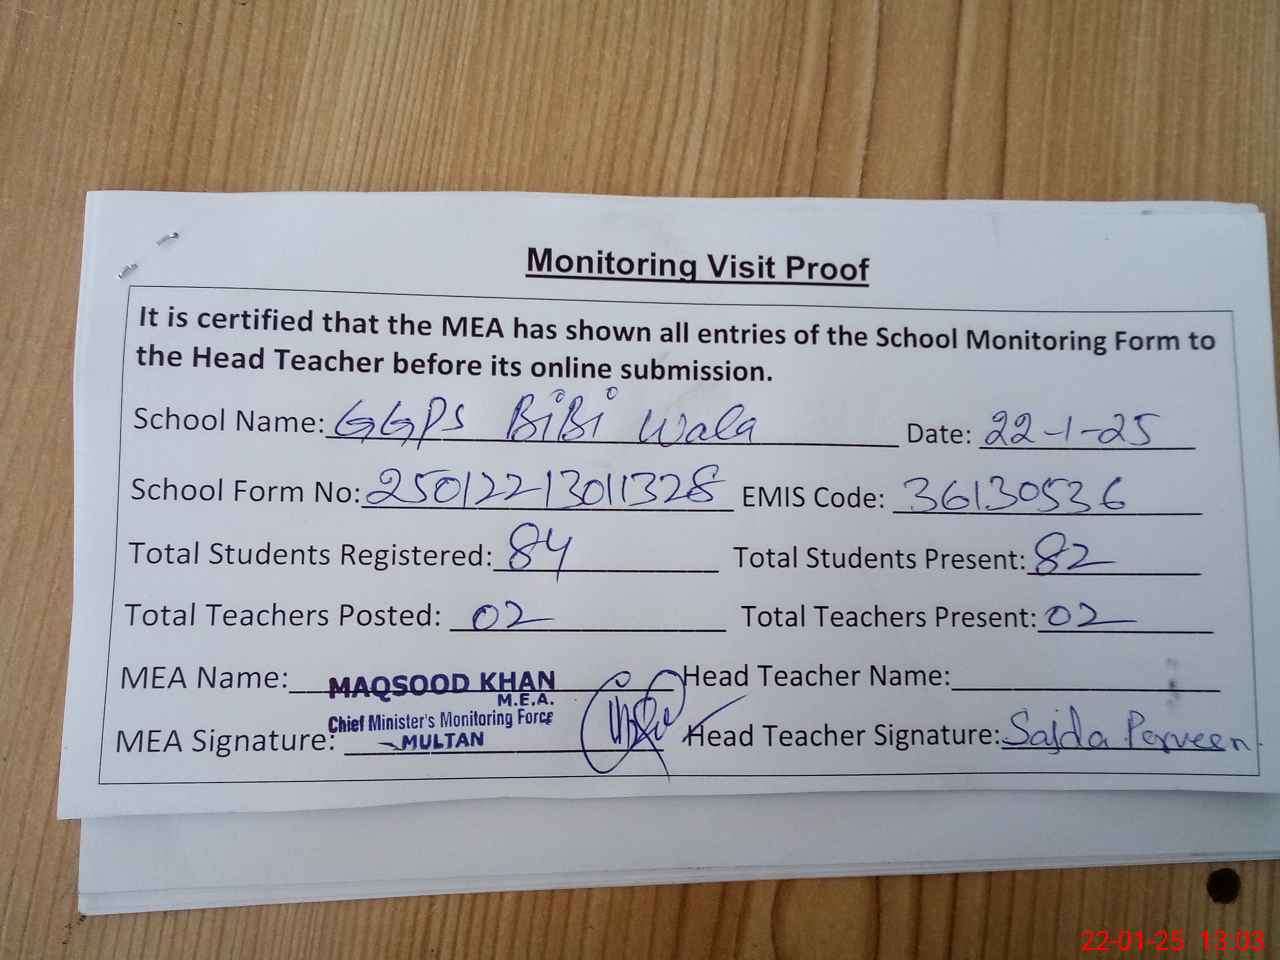 Monitoring Visit Proof
It is certified that the MEA has shown all entries of the School Monitoring Form to
the Head Teacher before its online submission.
School Name: GGPS BiBi Wala Date: 22-1-25
School Form No: 25012213011328 EMIS Code: 36130536
Total Students Registered: 84 Total Students Present: 82
Total Teachers Posted: 02 Total Teachers Present: 02
MEA Name: MAQSOOD KHAN Head Teacher Name:
M.E.A.
Chief Minister's Monitoring Force
MEA Signature: MULTAN Head Teacher Signature: Sajda Perveen
22-01-25 13:03